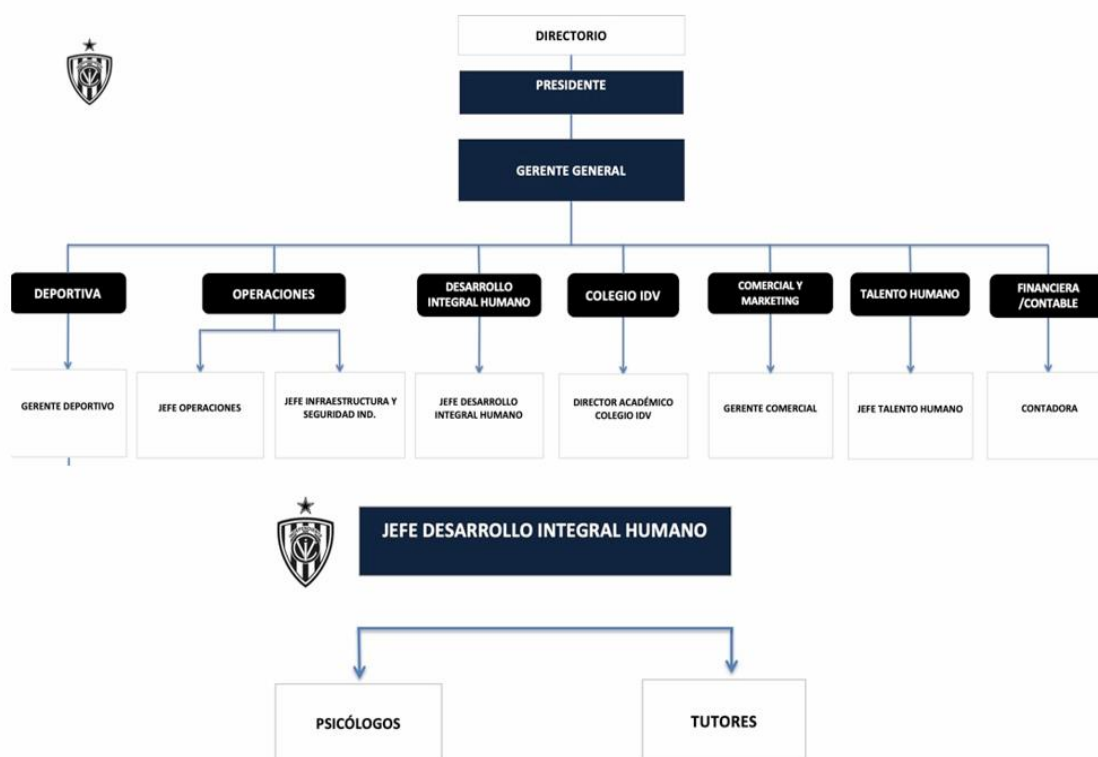 DIRECTORIO
PRESIDENTE
GERENTE GENERAL
DEPORTIVA
OPERACIONES
DESARROLLO
INTEGRAL HUMANO
COLEGIO IDV
COMERCIAL Y
MARKETING
TALENTO HUMANO
FINANCIERA
/CONTABLE
GERENTE DEPORTIVO
JEFE OPERACIONES
JEFE INFRAESTRUCTURA Y
SEGURIDAD IND.
JEFE DESARROLLO
INTEGRAL HUMANO
DIRECTOR ACADÉMICO
COLEGIO IDV
GERENTE COMERCIAL
JEFE TALENTO HUMANO
CONTADORA
JEFE DESARROLLO INTEGRAL HUMANO
PSICÓLOGOS
TUTORES